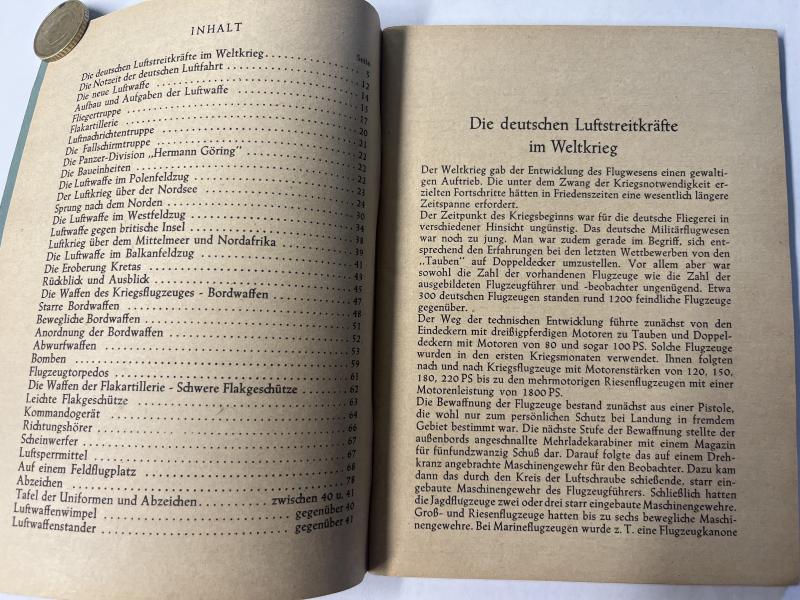 INHALT
Seite
Die deutschen Luftstreitkräfte im Weltkrieg 5
Die Notzeit der deutschen Luftfahrt 12
Die neue Luftwaffe 14
Aufbau und Aufgaben der Luftwaffe 15
Fliegertruppe 17
Flakartillerie 20
Luftnachrichtentruppe 21
Die Fallschirmtruppe 22
Die Panzer-Division „Hermann Göring" 22
Die Baueinheiten 22
Die Luftwaffe im Polenfeldzug 23
Der Luftkrieg über der Nordsee 24
Sprung nach dem Norden 30
Die Luftwaffe im Westfeldzug 34
Luftwaffe gegen britische Insel 38
Luftkrieg über dem Mittelmeer und Nordafrika 39
Die Luftwaffe im Balkanfeldzug 41
Die Eroberung Kretas 43
Rückblick und Ausblick 45
Die Waffen des Kriegsflugzeuges - Bordwaffen 47
Starre Bordwaffen 48
Bewegliche Bordwaffen 51
Anordnung der Bordwaffen 52
Abwurfwaffen 53
Bomben 59
Flugzeugtorpedos 61
Die Waffen der Flakartillerie - Schwere Flakgeschütze 62
Leichte Flakgeschütze 63
Kommandogerät 64
Richtungshörer 66
Scheinwerfer 67
Luftsperrmittel 67
Auf einem Feldflugplatz 68
Abzeichen 78
Tafel der Uniformen und Abzeichen zwischen 40 u. 41
Luftwaffenwimpel gegenüber 40
Luftwaffenstander gegenüber 41
Die deutschen Luftstreitkräfte
im Weltkrieg
Der Weltkrieg gab der Entwicklung des Flugwesens einen gewalti-
gen Auftrieb. Die unter dem Zwang der Kriegsnotwendigkeit er-
zielten Fortschritte hätten in Friedenszeiten eine wesentlich längere
Zeitspanne erfordert.
Der Zeitpunkt des Kriegsbeginns war für die deutsche Fliegerei in
verschiedener Hinsicht ungünstig. Das deutsche Militärflugwesen
war noch zu jung. Man war zudem gerade im Begriff, sich ent-
sprechend den Erfahrungen bei den letzten Wettbewerben von den
„Tauben" auf Doppeldecker umzustellen. Vor allem aber war
sowohl die Zahl der vorhandenen Flugzeuge wie die Zahl der
ausgebildeten Flugzeugführer und -beobachter ungenügend. Etwa
300 deutschen Flugzeugen standen rund 1200 feindliche Flugzeuge
gegenüber.
Der Weg der technischen Entwicklung führte zunächst von den
Eindeckern mit dreißigpferdigen Motoren zu Tauben und Doppel-
deckern mit Motoren von 80 und sogar 100 PS. Solche Flugzeuge
wurden in den ersten Kriegsmonaten verwendet. Ihnen folgten
nach und nach Kriegsflugzeuge mit Motorenstärken von 120, 150,
180, 220 PS bis zu den mehrmotorigen Riesenflugzeugen mit einer
Motorenleistung von 1800 PS.
Die Bewaffnung der Flugzeuge bestand zunächst aus einer Pistole,
die wohl nur zum persönlichen Schutz bei Landung in fremdem
Gebiet bestimmt war. Die nächste Stufe der Bewaffnung stellte der
außenbords angeschnallte Mehrladekarabiner mit einem Magazin
für fünfundzwanzig Schuß dar. Darauf folgte das auf einem Dreh-
kranz angebrachte Maschinengewehr für den Beobachter. Dazu kam
dann das durch den Kreis der Luftschraube schießende, starr ein-
gebaute Maschinengewehr des Flugzeugführers. Schließlich hatten
die Jagdflugzeuge zwei oder drei starr eingebaute Maschinengewehre.
Groß- und Riesenflugzeuge hatten bis zu sechs bewegliche Maschi-
nengewehre. Bei Marineflugzeugen wurde z. T. eine Flugzeugkanone